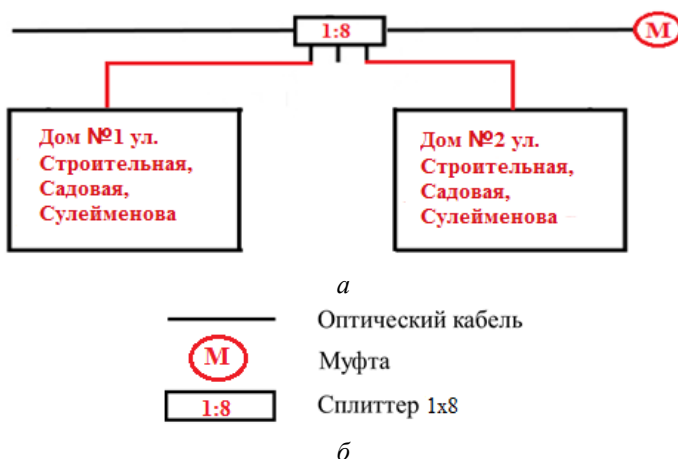 1:8
М
Дом №1 ул.
Строительная,
Садовая,
Сулейменова
Дом №2 ул.
Строительная,
Садовая,
Сулейменова
а
Оптический кабель
М
Муфта
1:8
Сплиттер 1x8
б